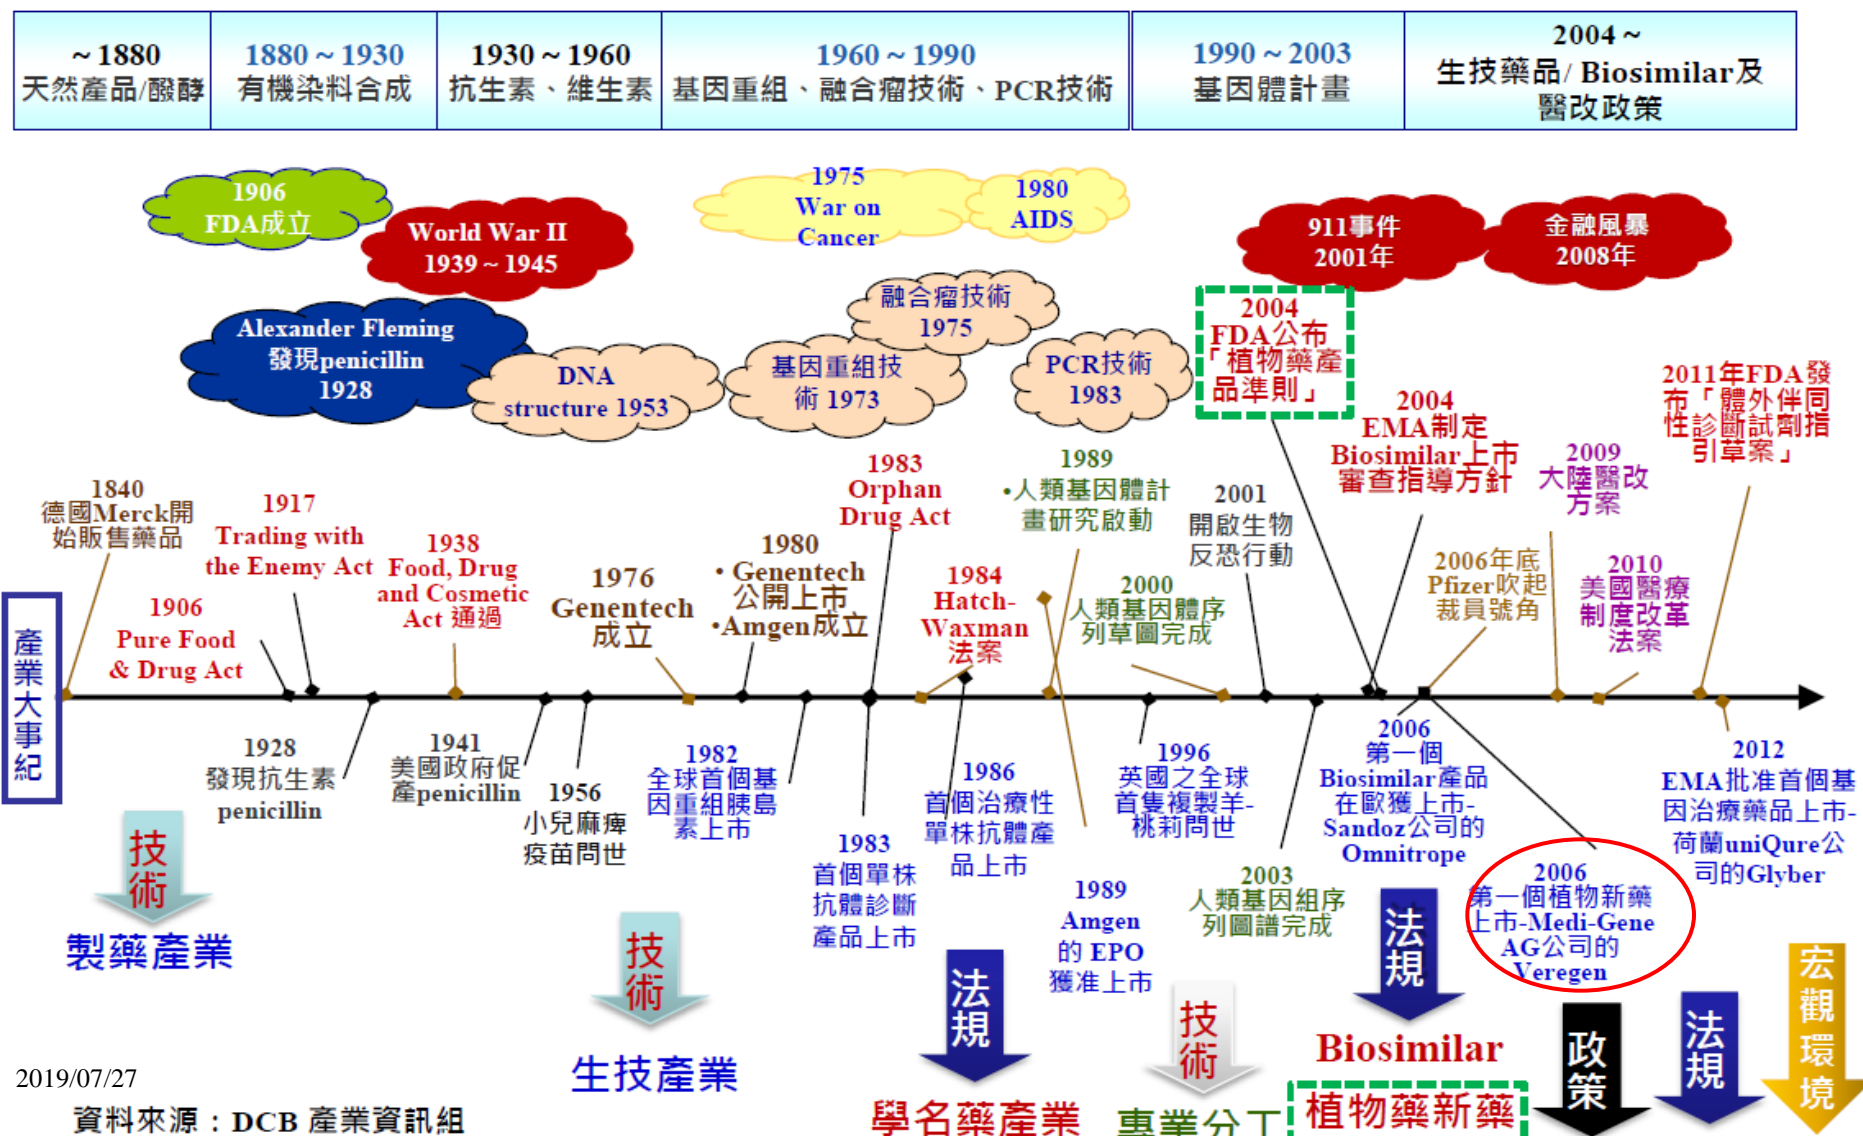 ~ 1880
天然產品/醱酵
1880 ~ 1930
有機染料合成
1930 ~ 1960
抗生素、維生素
1960 ~ 1990
基因重組、融合瘤技術、PCR技術
1990 ~ 2003
基因體計畫
2004 ~
生技藥品/ Biosimilar及
醫改政策
1906
FDA成立
World War II
1939 ~ 1945
1975
War on
Cancer
1980
AIDS
911事件
2001年
金融風暴
2008年
Alexander Fleming
發現penicillin
1928
DNA
structure 1953
基因重組技
術 1973
融合瘤技術
1975
PCR技術
1983
2004
FDA公布
「植物藥產
品準則」
2004
EMA制定
Biosimilar上市
審查指導方針
2009
大陸醫改
方案
2011年FDA發
布「體外伴同
性診斷試劑指
引草案」
1840
德國Merck開
始販售藥品
1906
Pure Food
& Drug Act
1917
Trading with
the Enemy Act
1938
Food, Drug
and Cosmetic
Act 通過
1976
Genentech
成立
1980
• Genentech
公開上市
•Amgen成立
1983
Orphan
Drug Act
1984
Hatch-
Waxman
法案
1989
•人類基因體計
畫研究啟動
2000
人類基因體序
列草圖完成
2001
開啟生物
反恐行動
2006年底
Pfizer吹起
裁員號角
2010
美國醫療
制度改革
法案
產業大事紀
1928
發現抗生素
penicillin
1941
美國政府促
產penicillin
1956
小兒麻痺
疫苗問世
1982
全球首個基
因重組胰島
素上市
1983
首個單株
抗體診斷
產品上市
1986
首個治療性
單株抗體產
品上市
1989
Amgen
的 EPO
獲准上市
1996
英國之全球
首隻複製羊-
桃莉問世
2003
人類基因組序
列圖譜完成
2006
第一個
Biosimilar產品
在歐獲上市-
Sandoz公司的
Omnitrope
2006
第一個植物新藥
上市-Medi-Gene
AG公司的
Veregen
2012
EMA批准首個基
因治療藥品上市-
荷蘭uniQure公
司的Glyber
技術
製藥產業
技術
生技產業
法規
學名藥產業
技術
專業分工
法規
Biosimilar
植物藥新藥
政策
法規
宏觀環境
2019/07/27
資料來源：DCB 產業資訊組